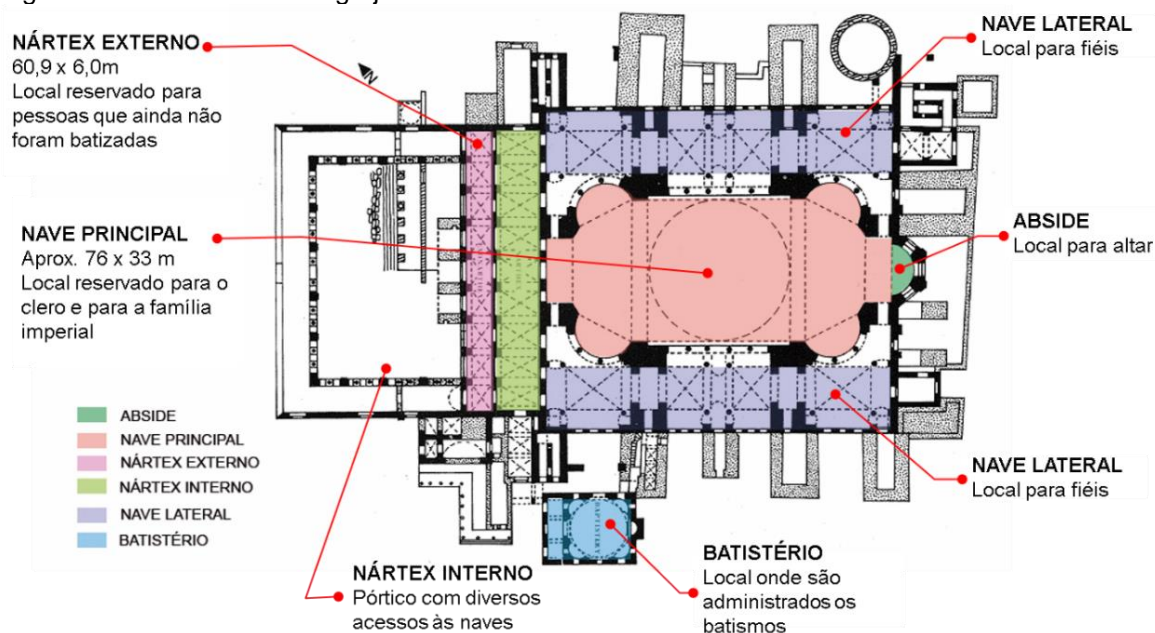 NÁRTEX EXTERNO
60,9 x 6,0m
Local reservado para
pessoas que ainda não
foram batizadas
NAVE PRINCIPAL
Aprox. 76 x 33 m
Local reservado para o
clero e para a família
imperial
N
NAVE LATERAL
Local para fiéis
ABSIDE
Local para altar
ABSIDE
NAVE PRINCIPAL
NÁRTEX EXTERNO
NÁRTEX INTERNO
NAVE LATERAL
BATISTÉRIO
NAVE LATERAL
Local para fiéis
BAPTISTERY
NÁRTEX INTERNO
Pórtico com diversos
acessos às naves
BATISTÉRIO
Local onde são
administrados os
batismos